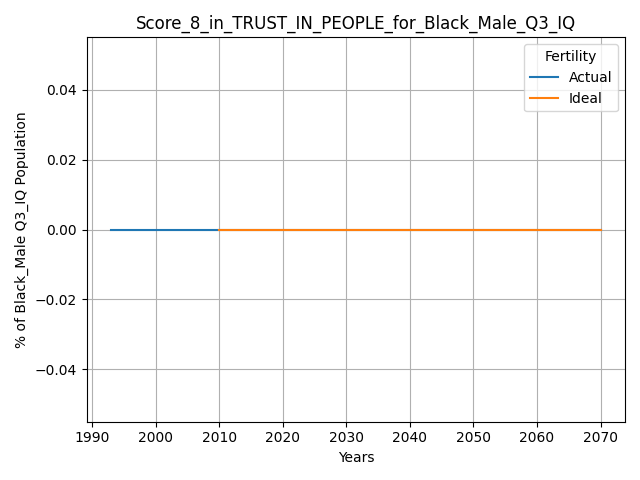 Score_8_in_TRUST_IN_PEOPLE_for_Black_Male_Q3_IQ
Fertility
Actual
Ideal
% of Black_Male Q3_IQ Population
0.04
0.02
0.00
−0.02
−0.04
1990 2000 2010 2020 2030 2040 2050 2060 2070
Years